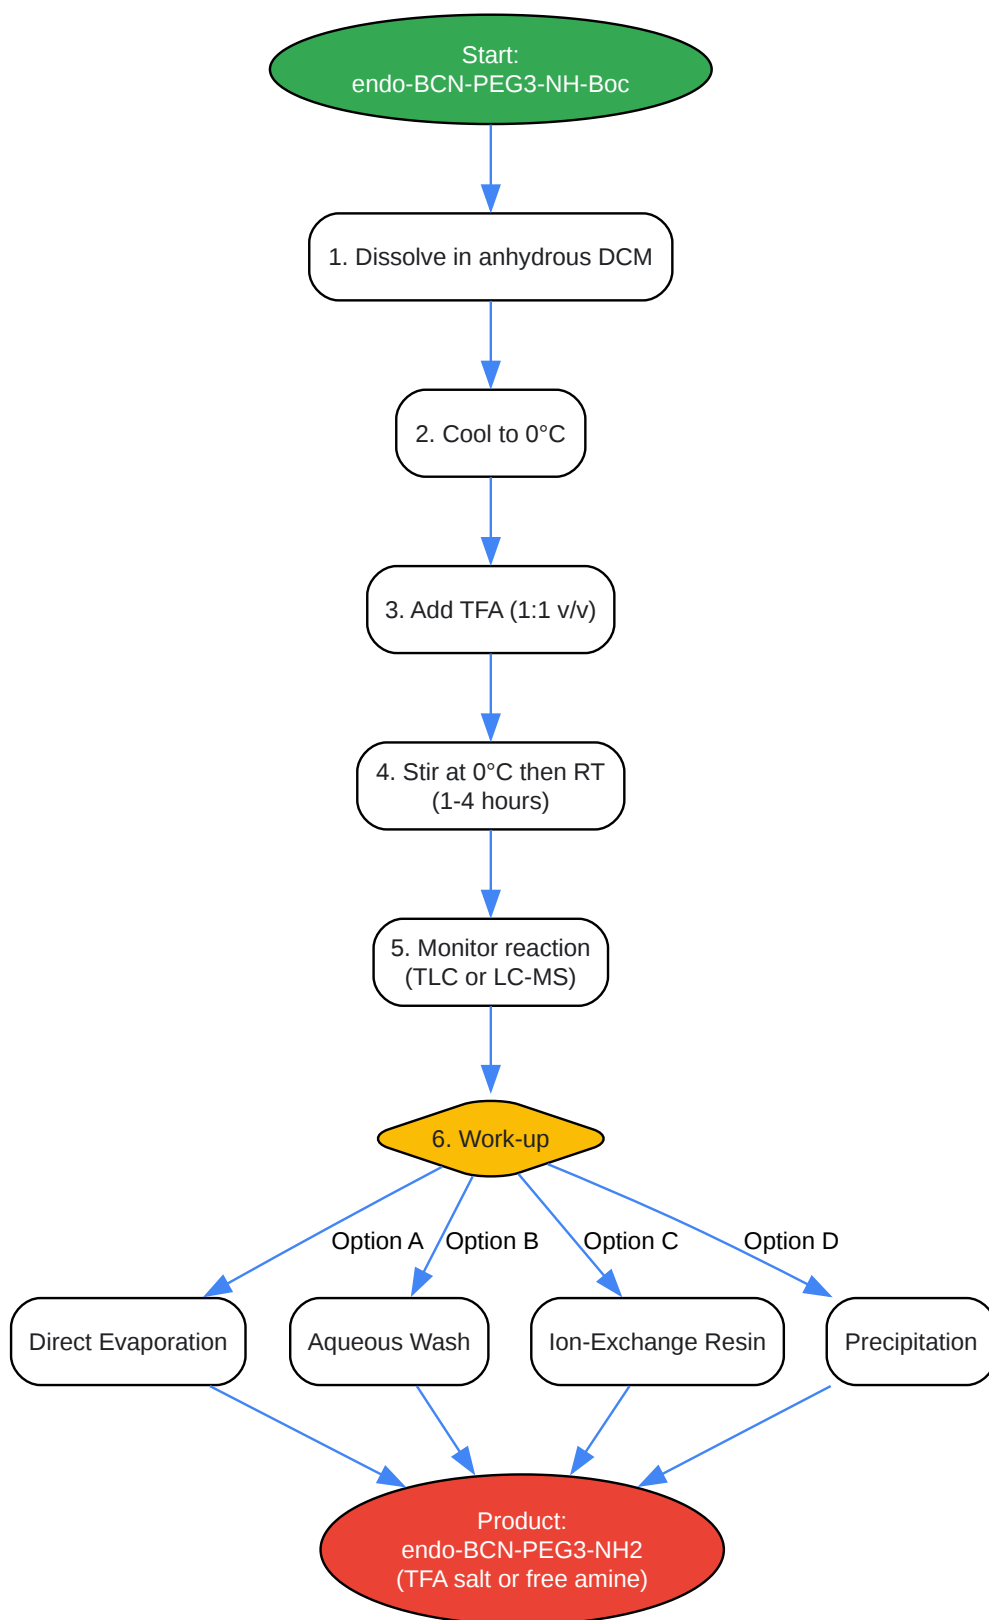 Start:
endo-BCN-PEG3-NH-Boc
1. Dissolve in anhydrous DCM
2. Cool to 0°C
3. Add TFA (1:1 v/v)
4. Stir at 0°C then RT
(1-4 hours)
5. Monitor reaction
(TLC or LC-MS)
6. Work-up
Option A
Option B
Option C
Option D
Direct Evaporation
Aqueous Wash
Ion-Exchange Resin
Precipitation
Product:
endo-BCN-PEG3-NH2
(TFA salt or free amine)